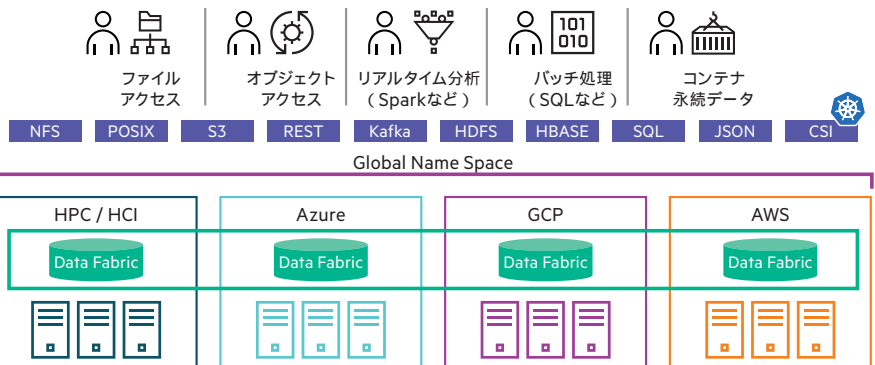 101
010
ファイル
アクセス
オブジェクト
アクセス
リアルタイム分析
(Sparkなど)
バッチ処理
(SQLなど)
コンテナ
永続データ
NFS POSIX S3 REST Kafka HDFS HBASE SQL JSON CSI
Global Name Space
HPC / HCI Azure GCP AWS
Data Fabric Data Fabric Data Fabric Data Fabric